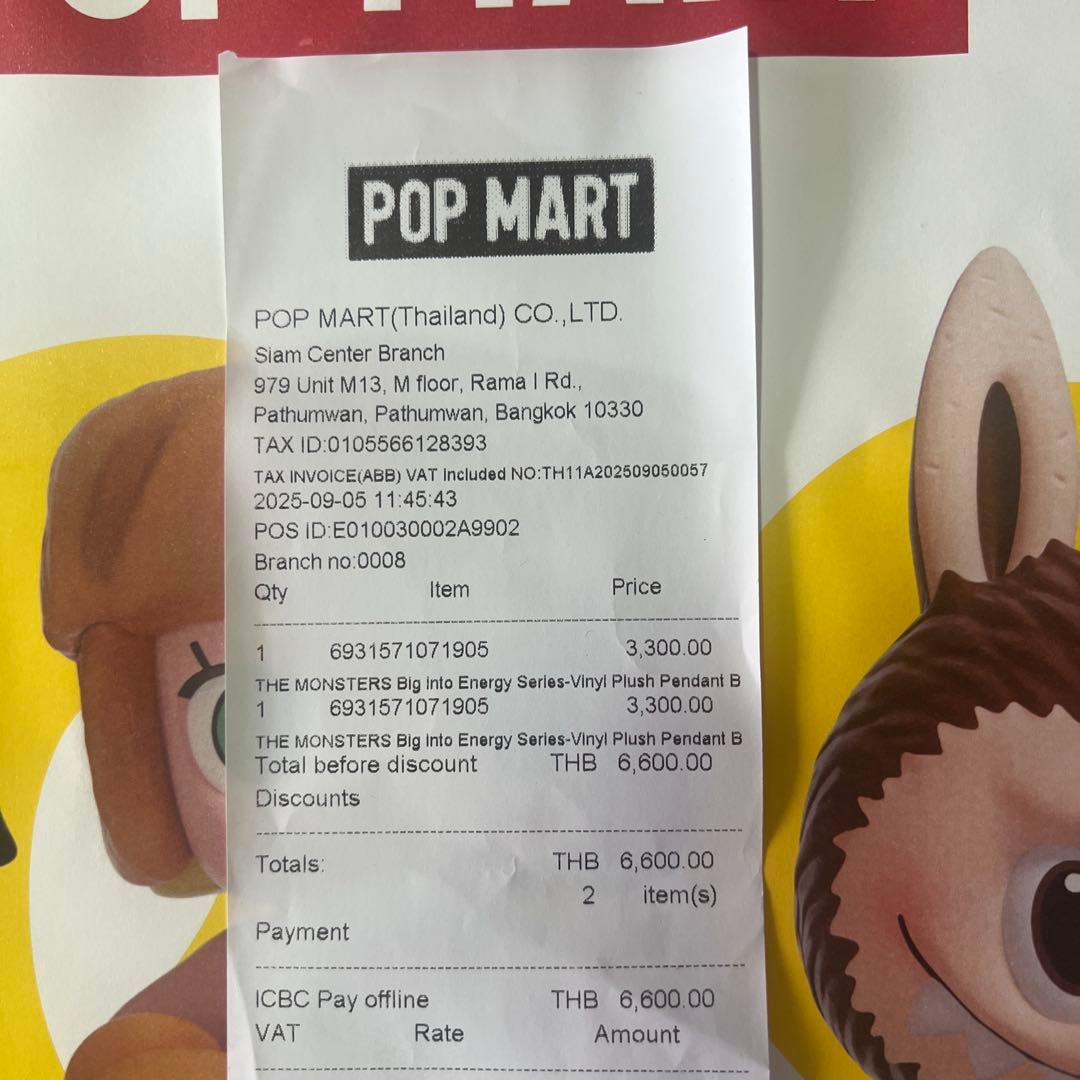 POP MART
POP MART(Thailand) CO.,LTD.
Siam Center Branch
979 Unit M13, M floor, Rama I Rd.,
Pathumwan, Pathumwan, Bangkok 10330
TAX ID:0105566128393
TAX INVOICE(ABB) VAT Included NO:TH11A202509050057
2025-09-05 11:45:43
POS ID:E010030002A9902
Branch no:0008
Qty Item Price
1 6931571071905 3,300.00
THE MONSTERS Big into Energy Series-Vinyl Plush Pendant B
1 6931571071905 3,300.00
THE MONSTERS Big into Energy Series-Vinyl Plush Pendant B
Total before discount THB 6,600.00
Discounts
Totals: THB 6,600.00
2 item(s)
Payment
ICBC Pay offline THB 6,600.00
VAT Rate Amount